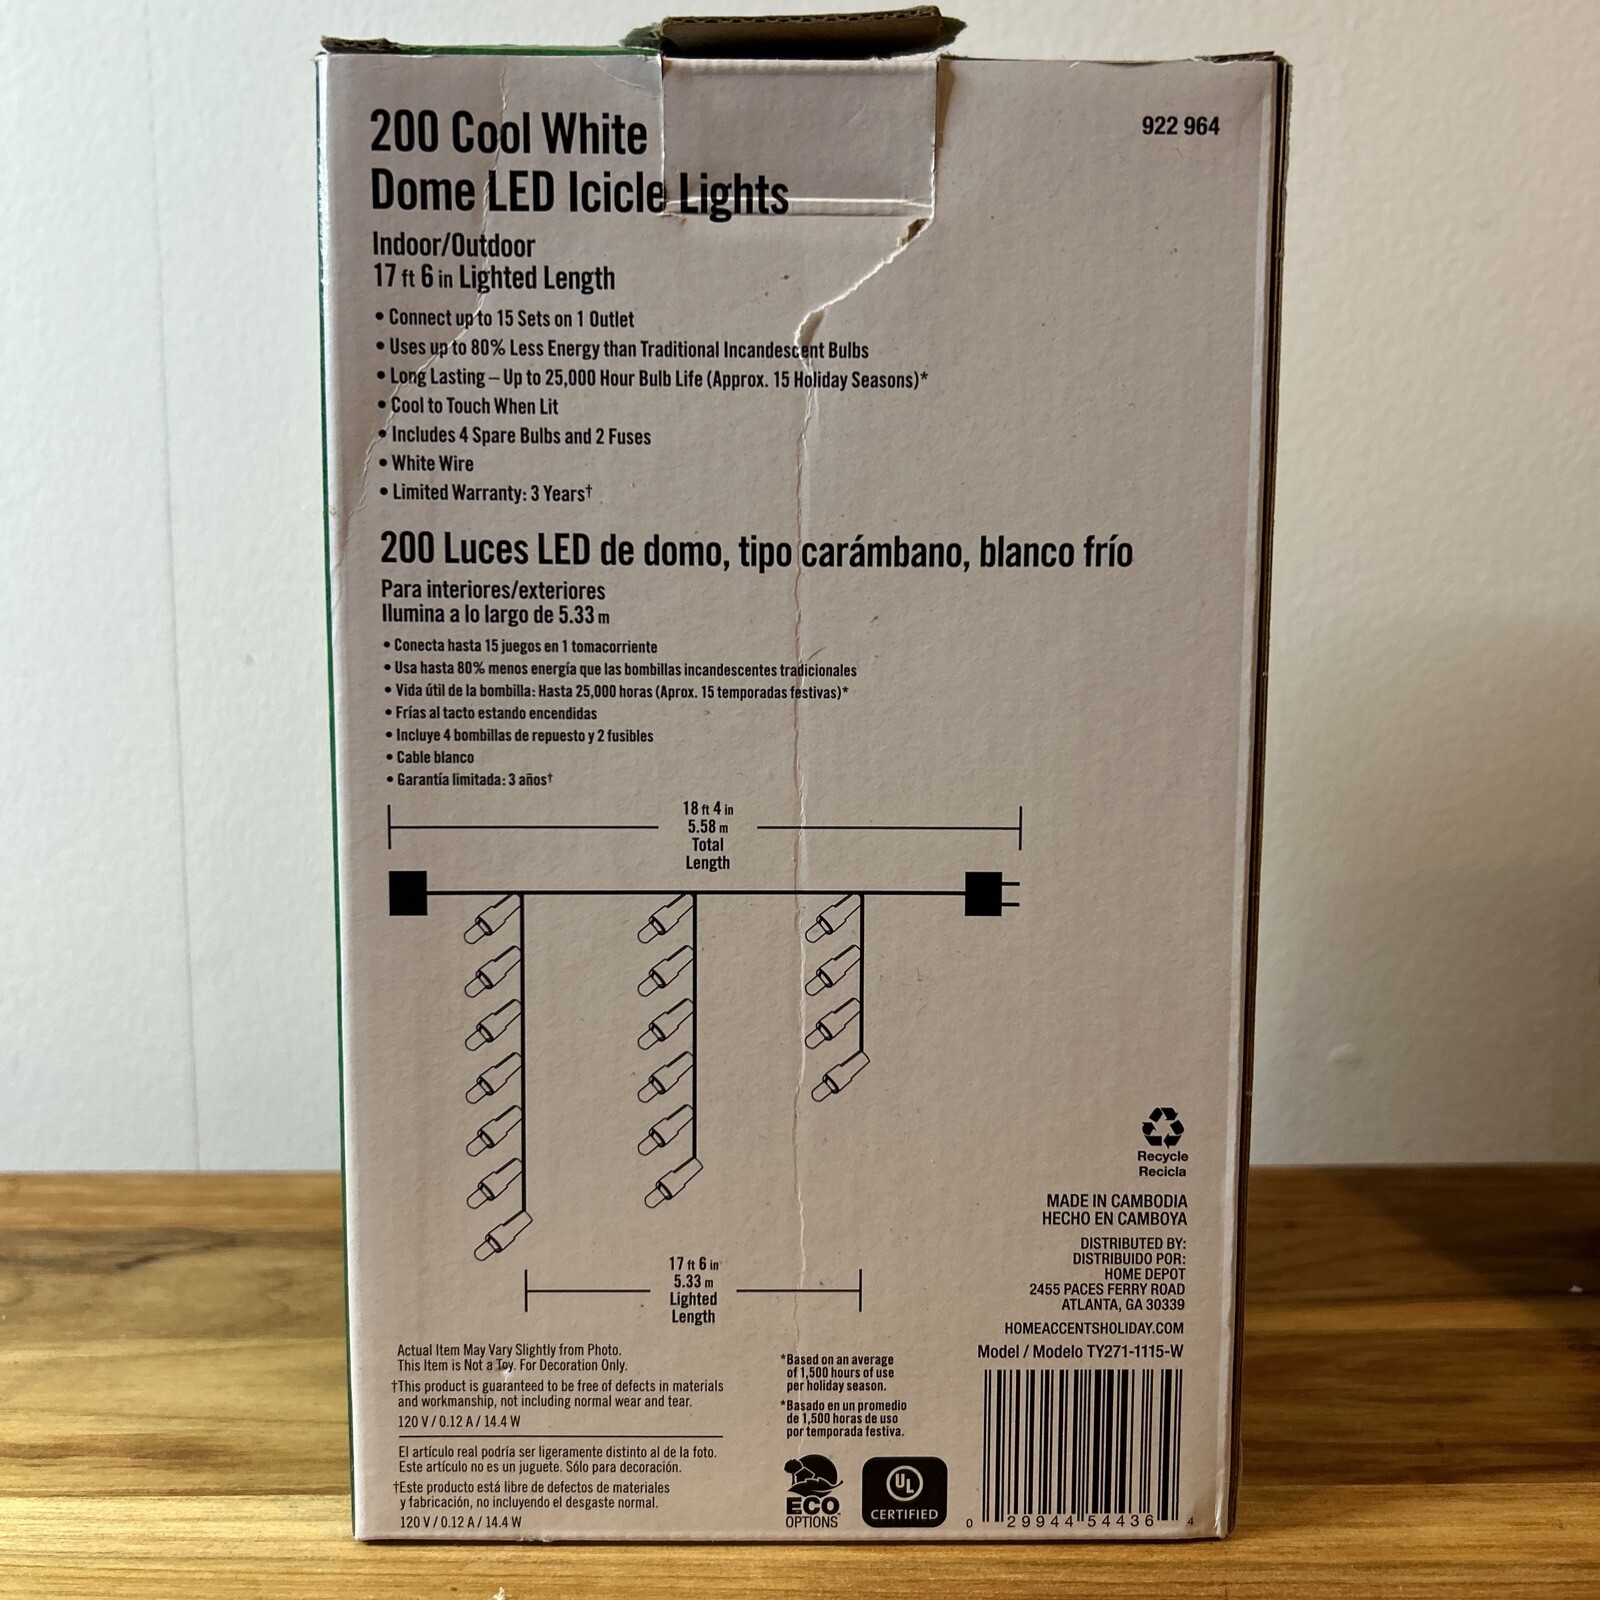 200 Cool White
Dome LED Icicle Lights
922 964
Indoor/Outdoor
17 ft 6 in Lighted Length
• Connect up to 15 Sets on 1 Outlet
• Uses up to 80% Less Energy than Traditional Incandescent Bulbs
• Long Lasting – Up to 25,000 Hour Bulb Life (Approx. 15 Holiday Seasons)*
• Cool to Touch When Lit
• Includes 4 Spare Bulbs and 2 Fuses
• White Wire
• Limited Warranty: 3 Years†
200 Luces LED de domo, tipo carámbano, blanco frío
Para interiores/exteriores
Ilumina a lo largo de 5.33 m
• Conecta hasta 15 juegos en 1 tomacorriente
• Usa hasta 80% menos energía que las bombillas incandescentes tradicionales
• Vida útil de la bombilla: Hasta 25,000 horas (Aprox. 15 temporadas festivas)*
• Frías al tacto estando encendidas
• Incluye 4 bombillas de repuesto y 2 fusibles
• Cable blanco
• Garantía limitada: 3 años†
18 ft 4 in
5.58 m
Total
Length
17 ft 6 in
5.33 m
Lighted
Length
Recycle
Recicla
MADE IN CAMBODIA
HECHO EN CAMBOYA
DISTRIBUTED BY:
DISTRIBUIDO POR:
HOME DEPOT
2455 PACES FERRY ROAD
ATLANTA, GA 30339
HOMEACCENTSHOLIDAY.COM
Model / Modelo TY271-1115-W
Actual Item May Vary Slightly from Photo.
This Item is Not a Toy. For Decoration Only.
†This product is guaranteed to be free of defects in materials
and workmanship, not including normal wear and tear.
120 V / 0.12 A / 14.4 W
El artículo real podría ser ligeramente distinto al de la foto.
Este artículo no es un juguete. Sólo para decoración.
†Este producto está libre de defectos de materiales
y fabricación, no incluyendo el desgaste normal.
120 V / 0.12 A / 14.4 W
*Based on an average
of 1,500 hours of use
per holiday season.
*Basado en un promedio
de 1,500 horas de uso
por temporada festiva.
ECO
OPTIONS
UL
CERTIFIED
0 29944 54436 4